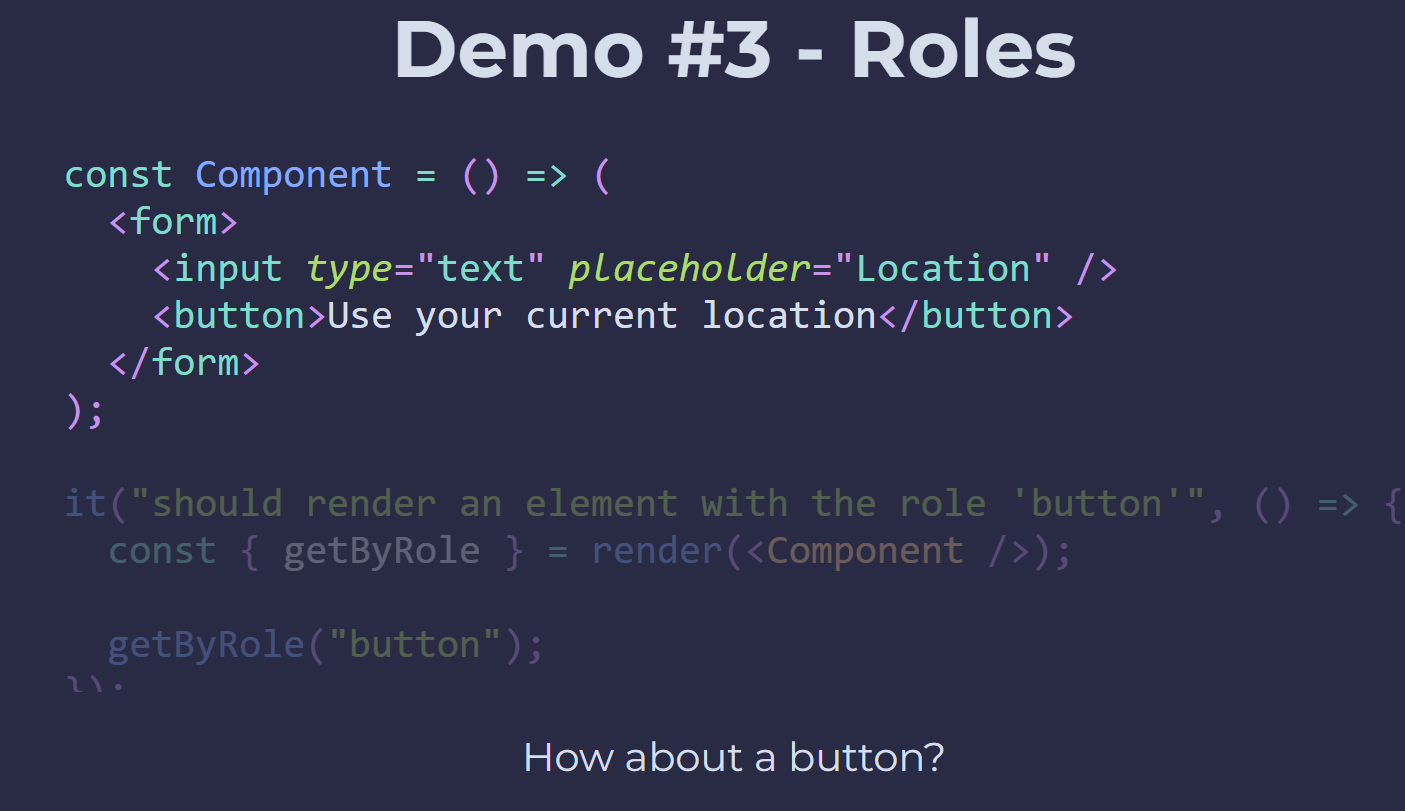 Demo #3 - Roles
const Component = () => (
  <form>
    <input type="text" placeholder="Location" />
    <button>Use your current location</button>
  </form>
);
it("should render an element with the role 'button'", () => {
  const { getByRole } = render(<Component />);
  getByRole("button");
});
How about a button?